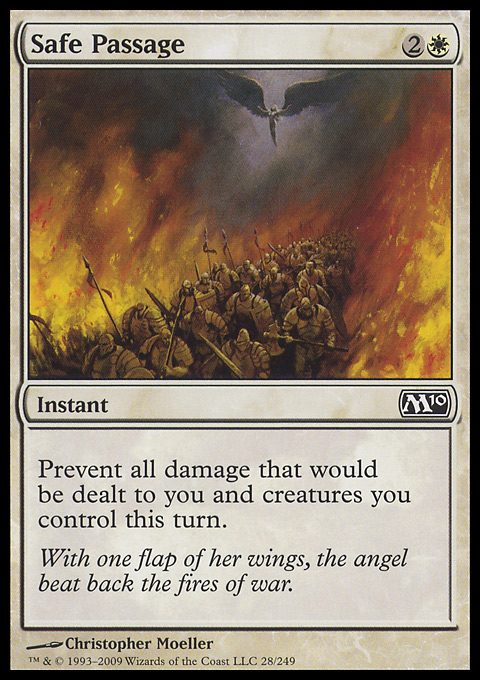 Safe Passage 2
Instant M10
Prevent all damage that would
be dealt to you and creatures you
control this turn.
With one flap of her wings, the angel
beat back the fires of war.
Christopher Moeller
™ & © 1993–2009 Wizards of the Coast LLC 28/249